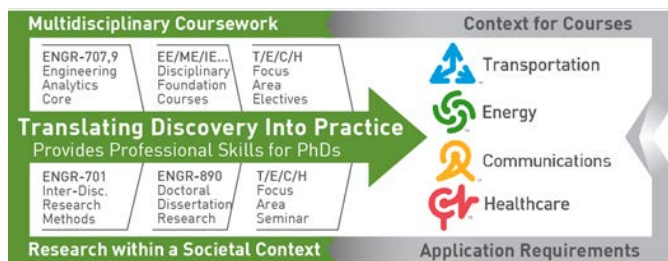 Multidisciplinary Coursework
Context for Courses
ENGR-707,9
Engineering
Analytics
Core
EE/ME/IE...
Disciplinary
Foundation
Courses
T/E/C/H
Focus
Area
Electives
Translating Discovery Into Practice
Provides Professional Skills for PhDs
ENGR-701
Inter-Disc.
Research
Methods
ENGR-890
Doctoral
Dissertation
Research
T/E/C/H
Focus
Area
Seminar
Transportation
Energy
Communications
Healthcare
Research within a Societal Context
Application Requirements